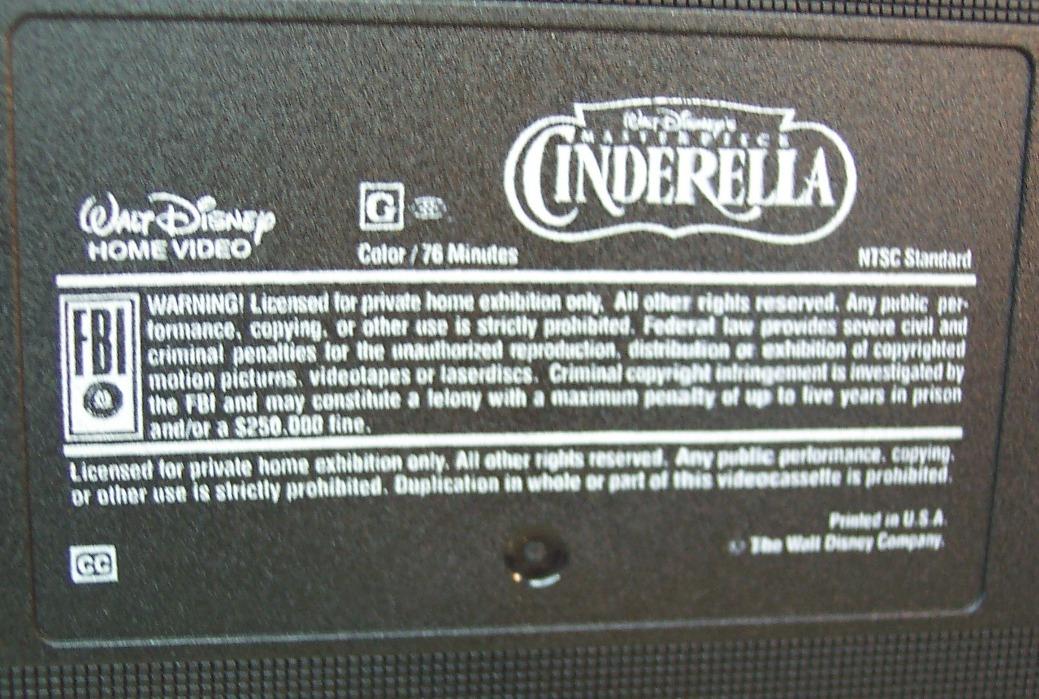 Walt Disney's
MASTERPIECE
CINDERELLA
WALT DISNEY
HOME VIDEO
G
Color / 76 Minutes
NTSC Standard
FBI
WARNING! Licensed for private home exhibition only. All other rights reserved. Any public per-
formance, copying, or other use is strictly prohibited. Federal law provides severe civil and
criminal penalties for the unauthorized reproduction, distribution or exhibition of copyrighted
motion pictures, videotapes or laserdiscs. Criminal copyright infringement is investigated by
the FBI and may constitute a felony with a maximum penalty of up to five years in prison
and/or a $250,000 fine.
Licensed for private home exhibition only. All other rights reserved. Any public performance, copying,
or other use is strictly prohibited. Duplication in whole or part of this videocassette is prohibited.
Printed in U.S.A.
© The Walt Disney Company.
CC